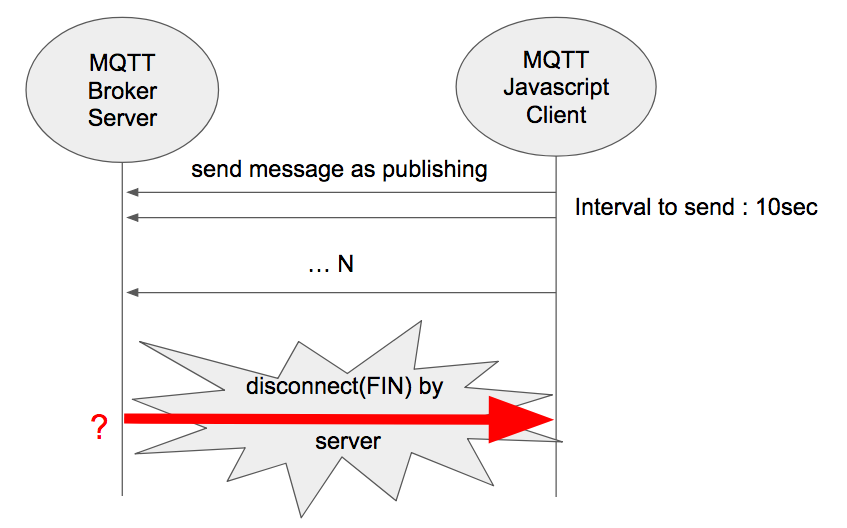 MQTT
Broker
Server
MQTT
Javascript
Client
send message as publishing
Interval to send : 10sec
... N
disconnect(FIN) by
?
server